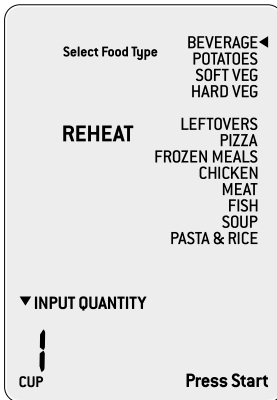 Select Food Type
BEVERAGE
POTATOES
SOFT VEG
HARD VEG
REHEAT
LEFTOVERS
PIZZA
FROZEN MEALS
CHICKEN
MEAT
FISH
SOUP
PASTA & RICE
INPUT QUANTITY
1
CUP
Press Start